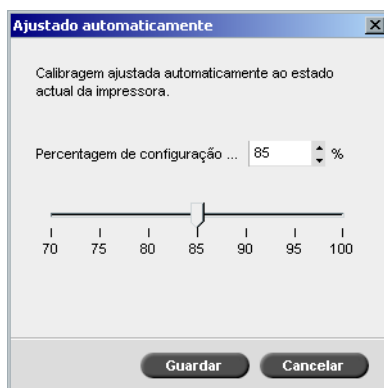 Ajustado automaticamente
Calibragem ajustada automaticamente ao estado
actual da impressora.
Percentagem de configuração ... 85 %
70 75 80 85 90 95 100
Guardar Cancelar